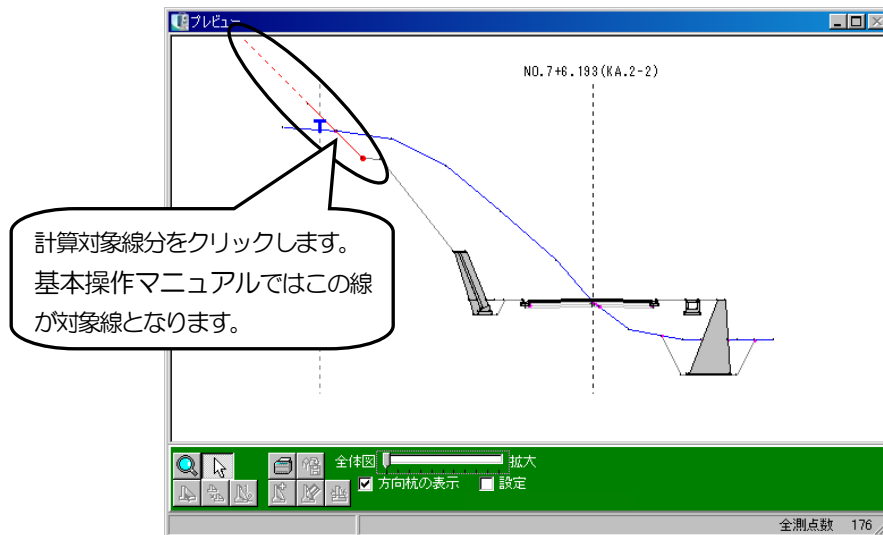 プレビュー
NO.7+6.193(KA.2-2)
T
計算対象線分をクリックします。
基本操作マニュアルではこの線
が対象線となります。
全体図 拡大
方向杭の表示 設定
全測点数 176